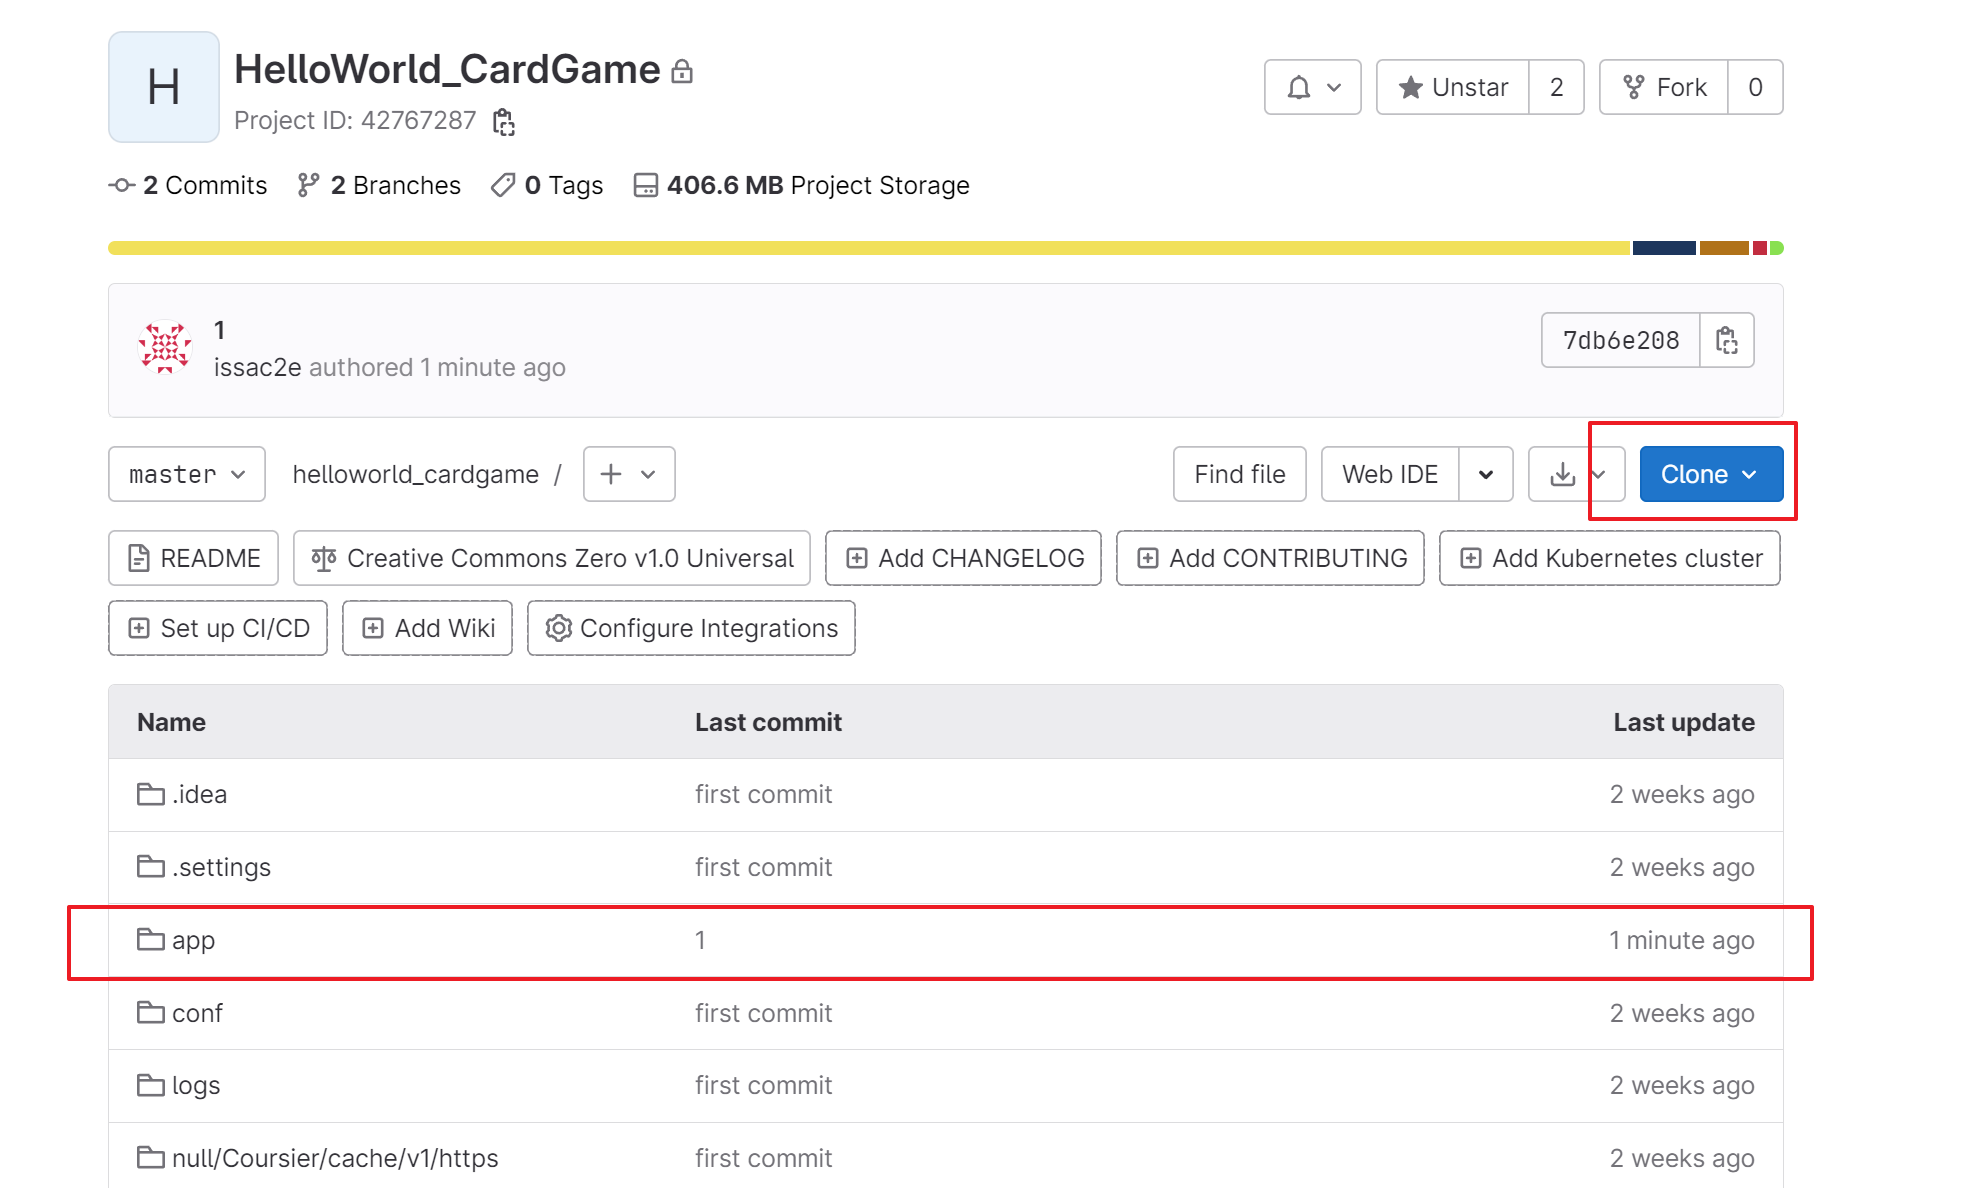 H
HelloWorld_CardGame
Project ID: 42767287
Unstar 2
Fork 0
2 Commits 2 Branches 0 Tags 406.6 MB Project Storage
1
issac2e authored 1 minute ago
7db6e208
master helloworld_cardgame / Find file Web IDE Clone
README Creative Commons Zero v1.0 Universal Add CHANGELOG Add CONTRIBUTING Add Kubernetes cluster
Set up CI/CD Add Wiki Configure Integrations
Name Last commit Last update
.idea first commit 2 weeks ago
.settings first commit 2 weeks ago
app 1 1 minute ago
conf first commit 2 weeks ago
logs first commit 2 weeks ago
null/Coursier/cache/v1/https first commit 2 weeks ago